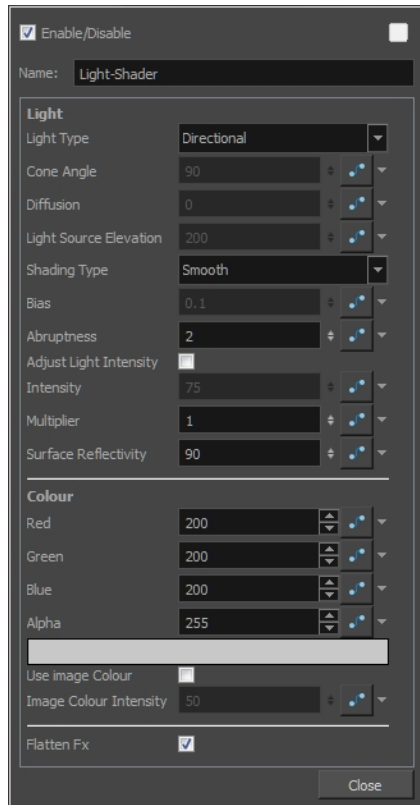 Enable/Disable
Name: Light-Shader
Light
Light Type Directional
Cone Angle 90
Diffusion 0
Light Source Elevation 200
Shading Type Smooth
Bias 0.1
Abruptness 2
Adjust Light Intensity
Intensity 75
Multiplier 1
Surface Reflectivity 90
Colour
Red 200
Green 200
Blue 200
Alpha 255
Use image Colour
Image Colour Intensity 50
Flatten Fx
Close